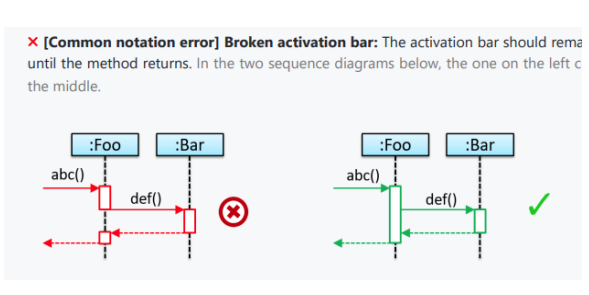 ✕ [Common notation error] Broken activation bar: The activation bar should rema
until the method returns. In the two sequence diagrams below, the one on the left c
the middle.
:Foo :Bar
abc()
def()
:Foo :Bar
abc()
def()